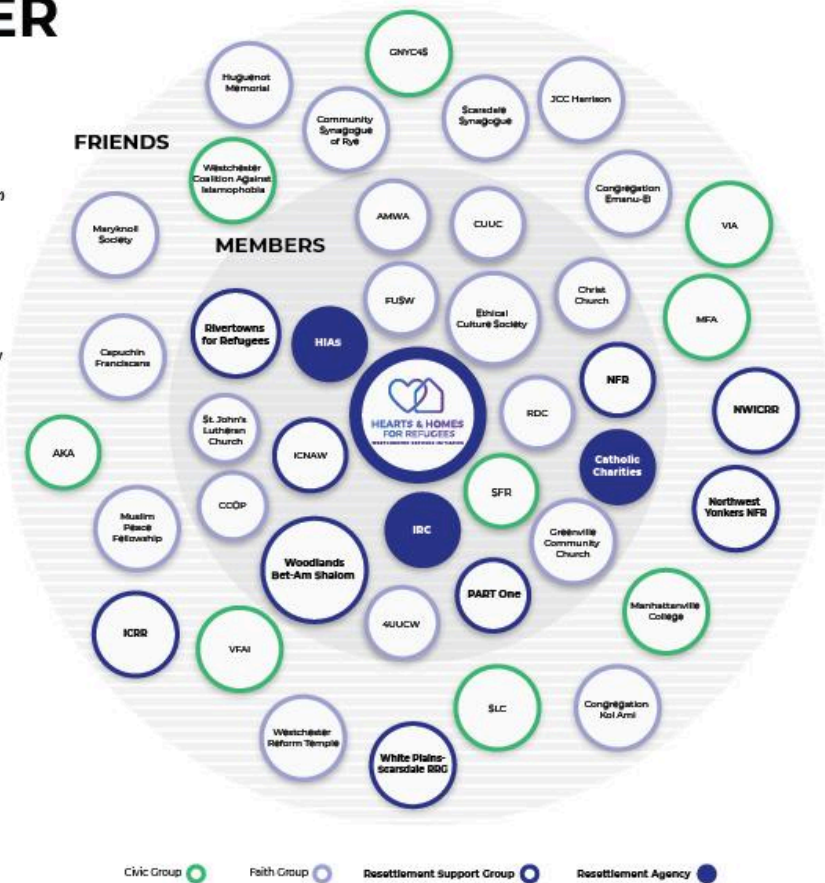 ER
GNYC4S
Huguenot
Memorial
Community
Synagogue
of Rye
Scarsdale
Synagogue
JCC Harrison
FRIENDS
Westchester
Coalition Against
Islamophobia
Congregation
Emanu-El
n
Maryknoll
Society
AMWA
CUUC
VIA
MEMBERS
FUSW
Ethical
Culture Society
Christ
Church
MFA
Rivertowns
for Refugees
HIAS
y
Capuchin
Franciscans
NFR
HEARTS & HOMES
FOR REFUGEES
RDC
NWICRR
St. John's
Lutheran
Church
AKA
ICNAW
Catholic
Charities
SFR
CCOP
Northwest
Yonkers NFR
Muslim
Peace
Fellowship
IRC
Greenville
Community
Church
Woodlands
Bet-Am Shalom
PART One
Manhattanville
College
4UUCW
ICRR
VFAI
SLC
Congregation
Kol Ami
Westchester
Reform Temple
White Plains-
Scarsdale RRG
Civic Group
Faith Group
Resettlement Support Group
Resettlement Agency